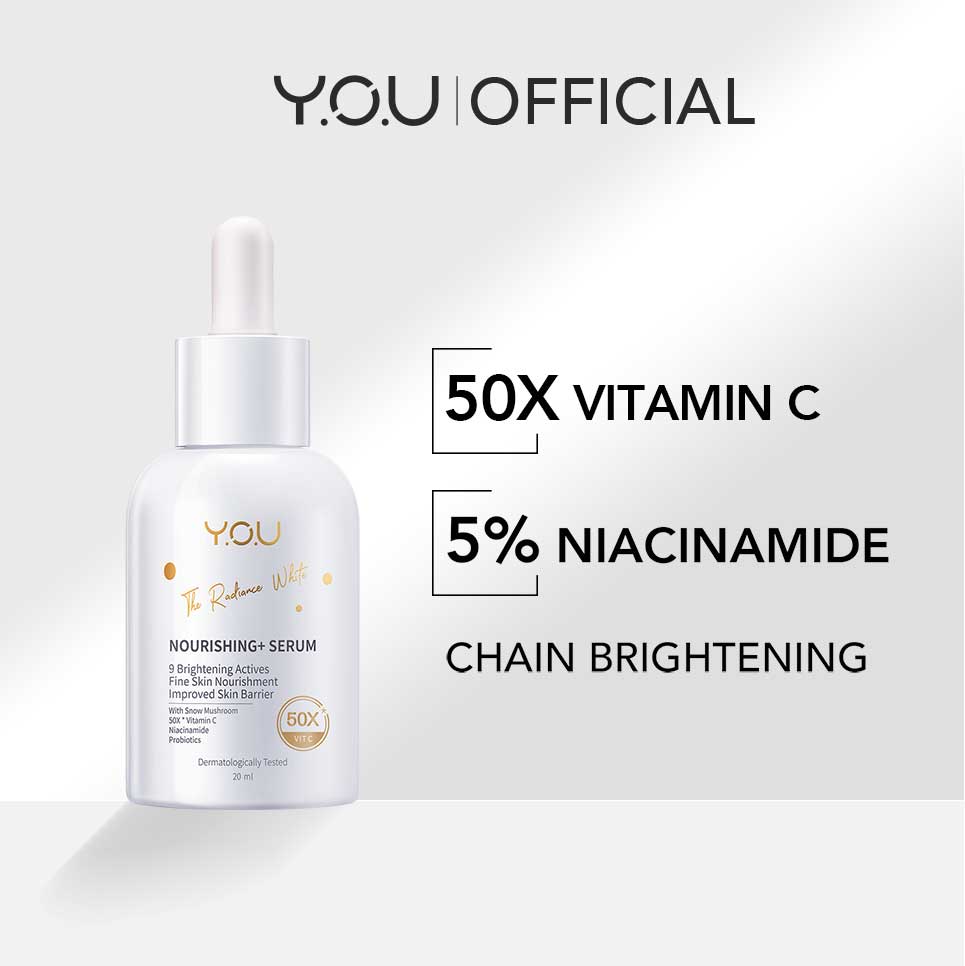 Y.O.U | OFFICIAL
50X VITAMIN C
5% NIACINAMIDE
CHAIN BRIGHTENING
Y.O.U
The Radiance White
NOURISHING+ SERUM
9 Brightening Actives
Fine Skin Nourishment
Improved Skin Barrier
With Snow Mushroom
50X * Vitamin C
Niacinamide
Probiotics
50X*
VIT C
Dermatologically Tested
20 ml